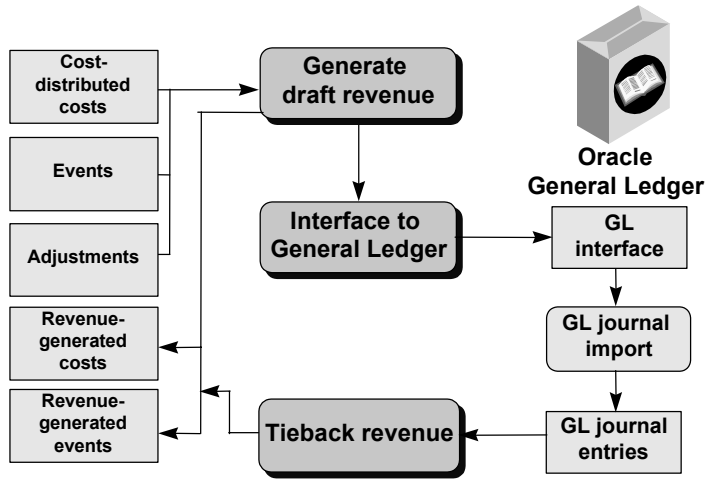 Cost-
distributed
costs
Events
Adjustments
Revenue-
generated
costs
Revenue-
generated
events
Generate
draft revenue
Interface to
General Ledger
Tieback revenue
Oracle
General Ledger
GL
interface
GL journal
import
GL journal
entries